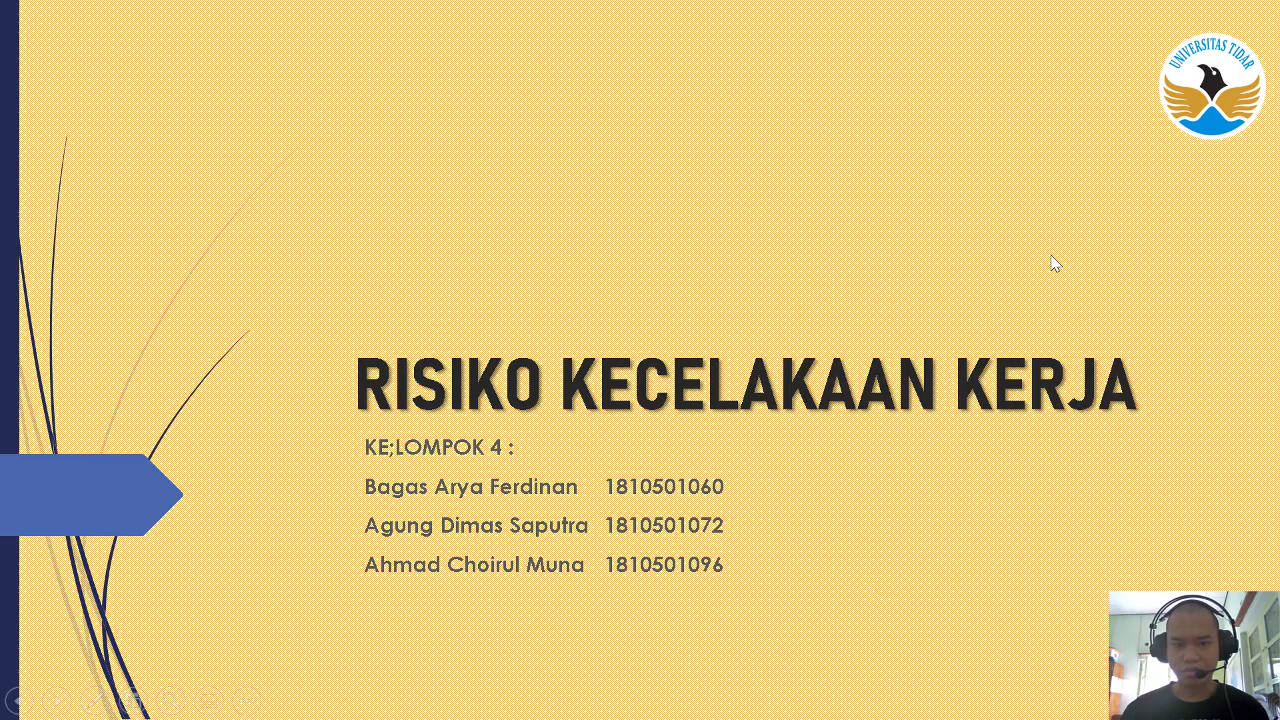 UNIVERSITAS TIDAR
RISIKO KECELAKAAN KERJA
KE;LOMPOK 4 :
Bagas Arya Ferdinan 1810501060
Agung Dimas Saputra 1810501072
Ahmad Choirul Muna 1810501096